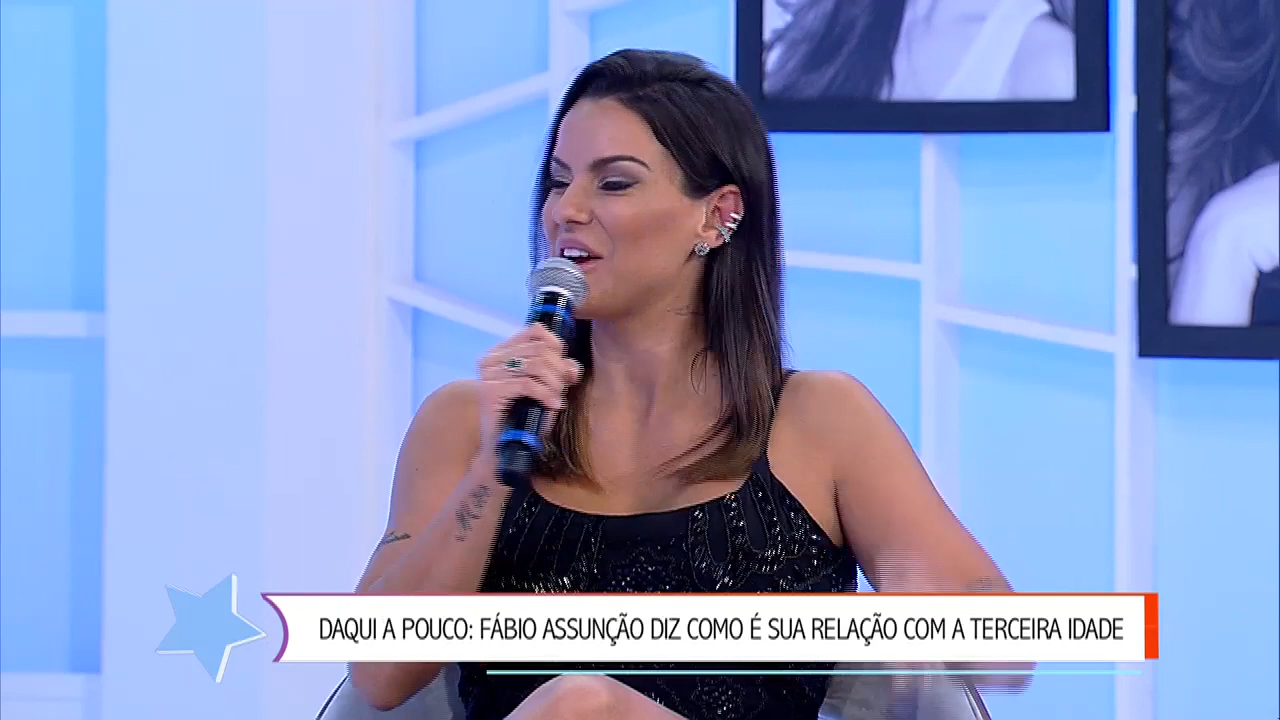 DAQUI A POUCO: FÁBIO ASSUNÇÃO DIZ COMO É SUA RELAÇÃO COM A TERCEIRA IDADE